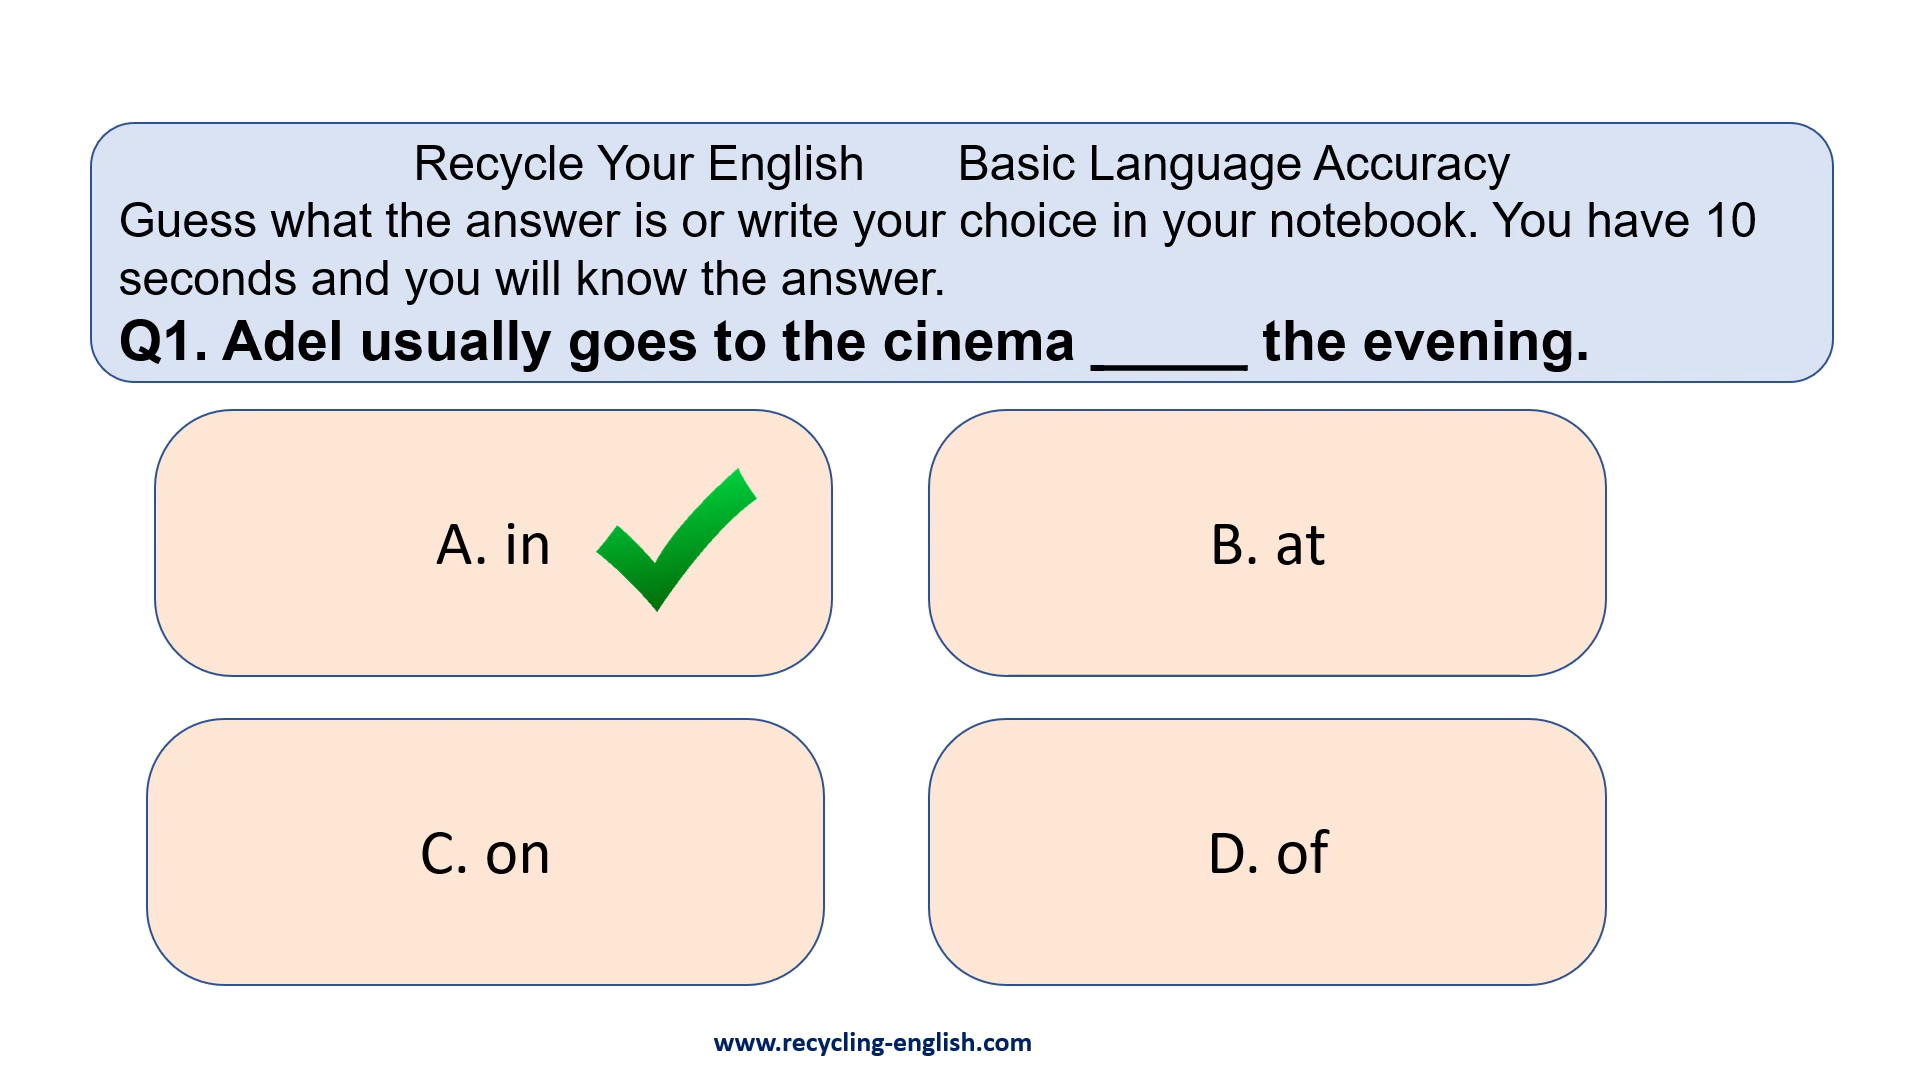 Recycle Your English Basic Language Accuracy
Guess what the answer is or write your choice in your notebook. You have 10
seconds and you will know the answer.
Q1. Adel usually goes to the cinema _____ the evening.
A. in
B. at
C. on
D. of
www.recycling-english.com